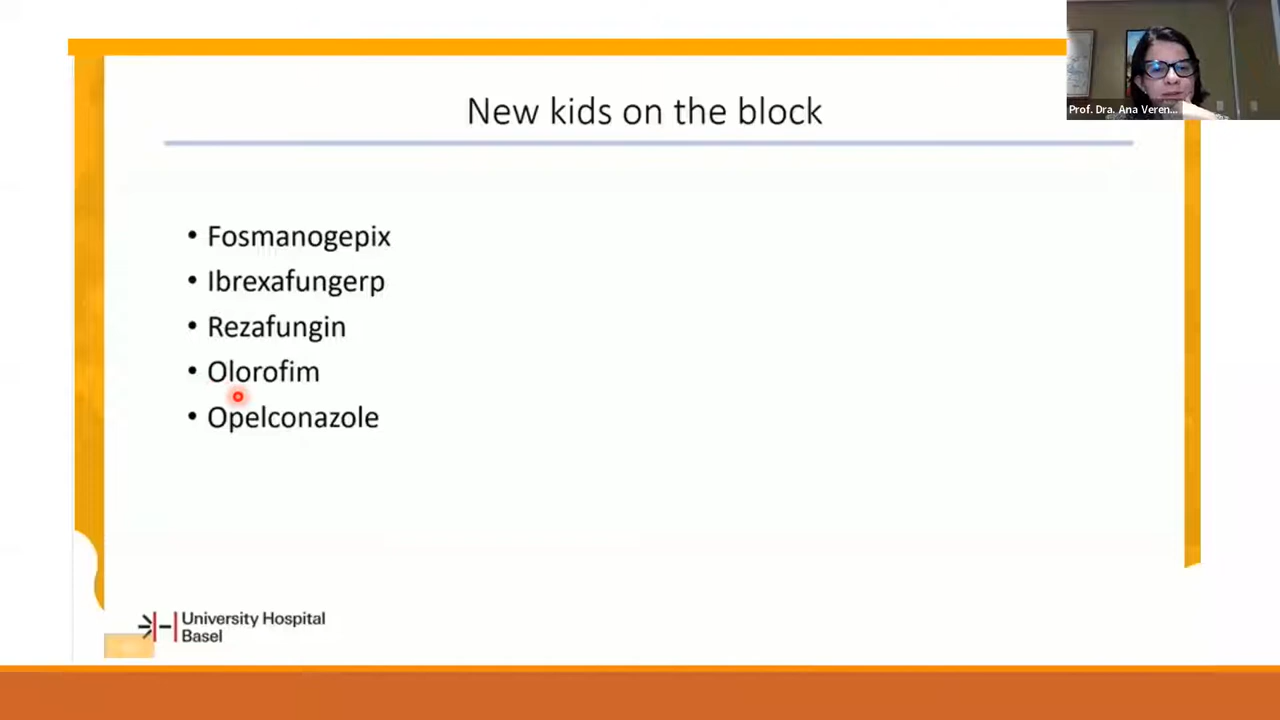 New kids on the block
Prof. Dra. Ana Veren...
• Fosmanogepix
• Ibrexafungerp
• Rezafungin
• Olorofim
• Opelconazole
University Hospital
Basel